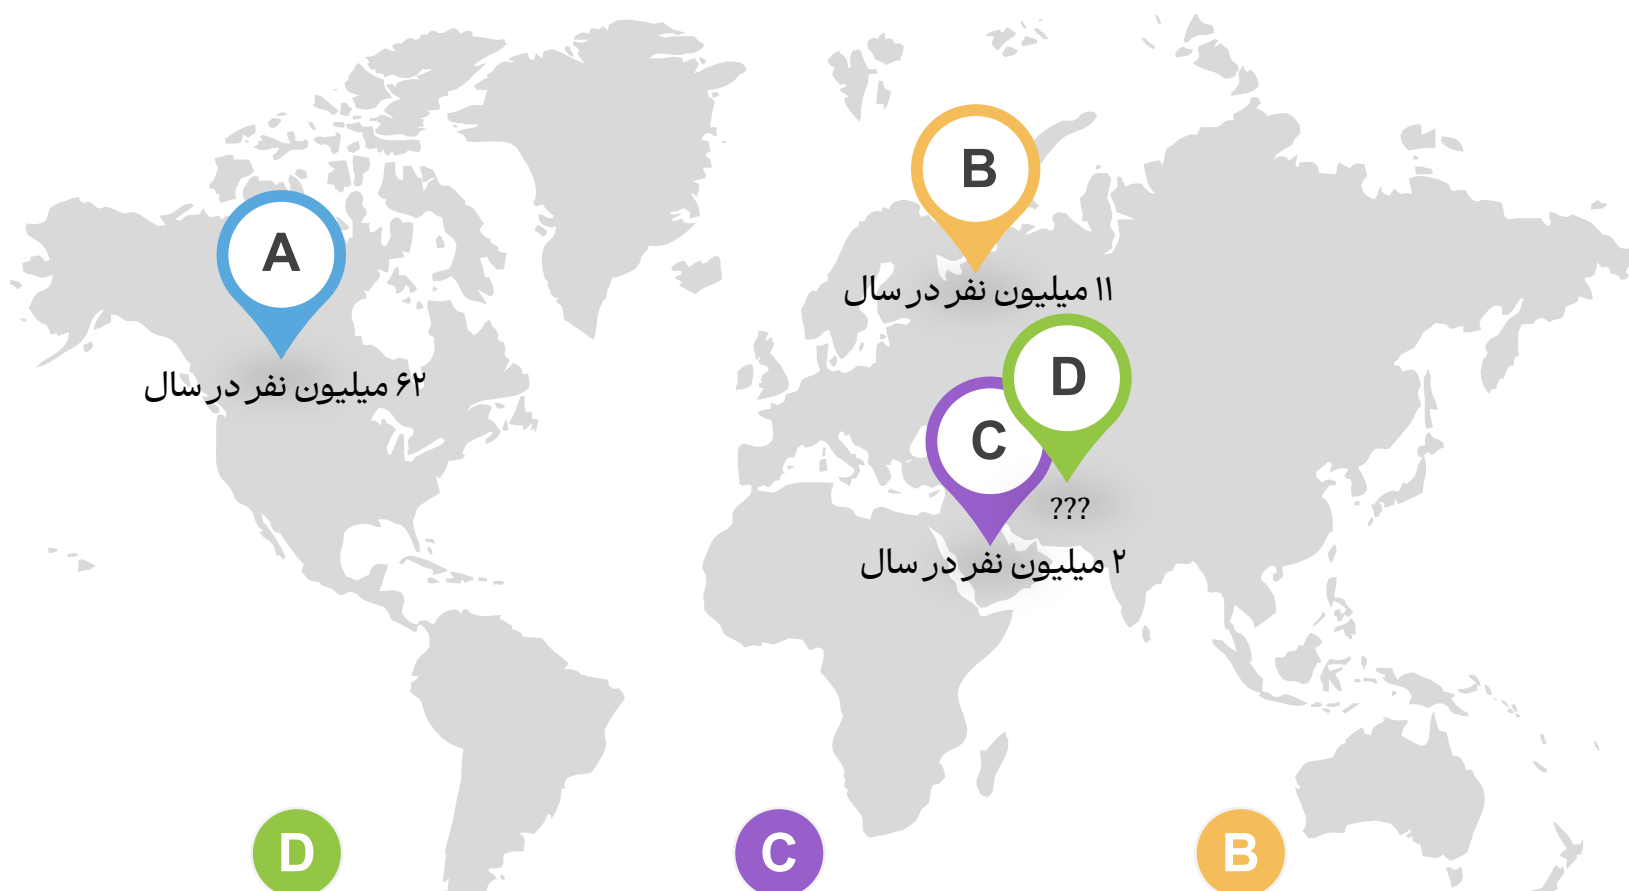 B
A
۱۱ میلیون نفر در سال
D
۶۲ میلیون نفر در سال
C
???
۲ میلیون نفر در سال
B
C
D